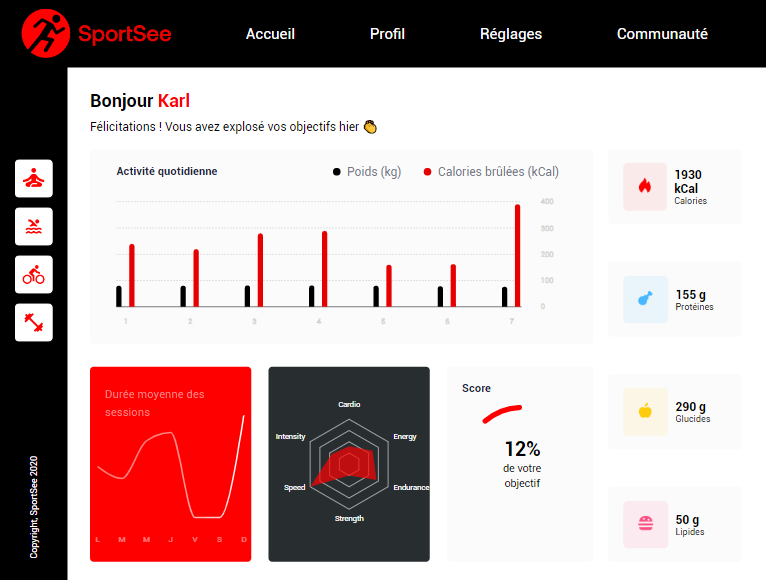 SportSee
Accueil
Profil
Réglages
Communauté
Bonjour Karl
Félicitations ! Vous avez explosé vos objectifs hier 👏
Activité quotidienne
Poids (kg)
Calories brûlées (kCal)
400
300
200
100
0
1 2 3 4 5 6 7
1930
kCal
Calories
155 g
Protéines
290 g
Glucides
50 g
Lipides
Durée moyenne des
sessions
L M M J V S D
Cardio
Energy
Endurance
Strength
Speed
Intensity
Score
12%
de votre
objectif
Copyright, SportSee 2020